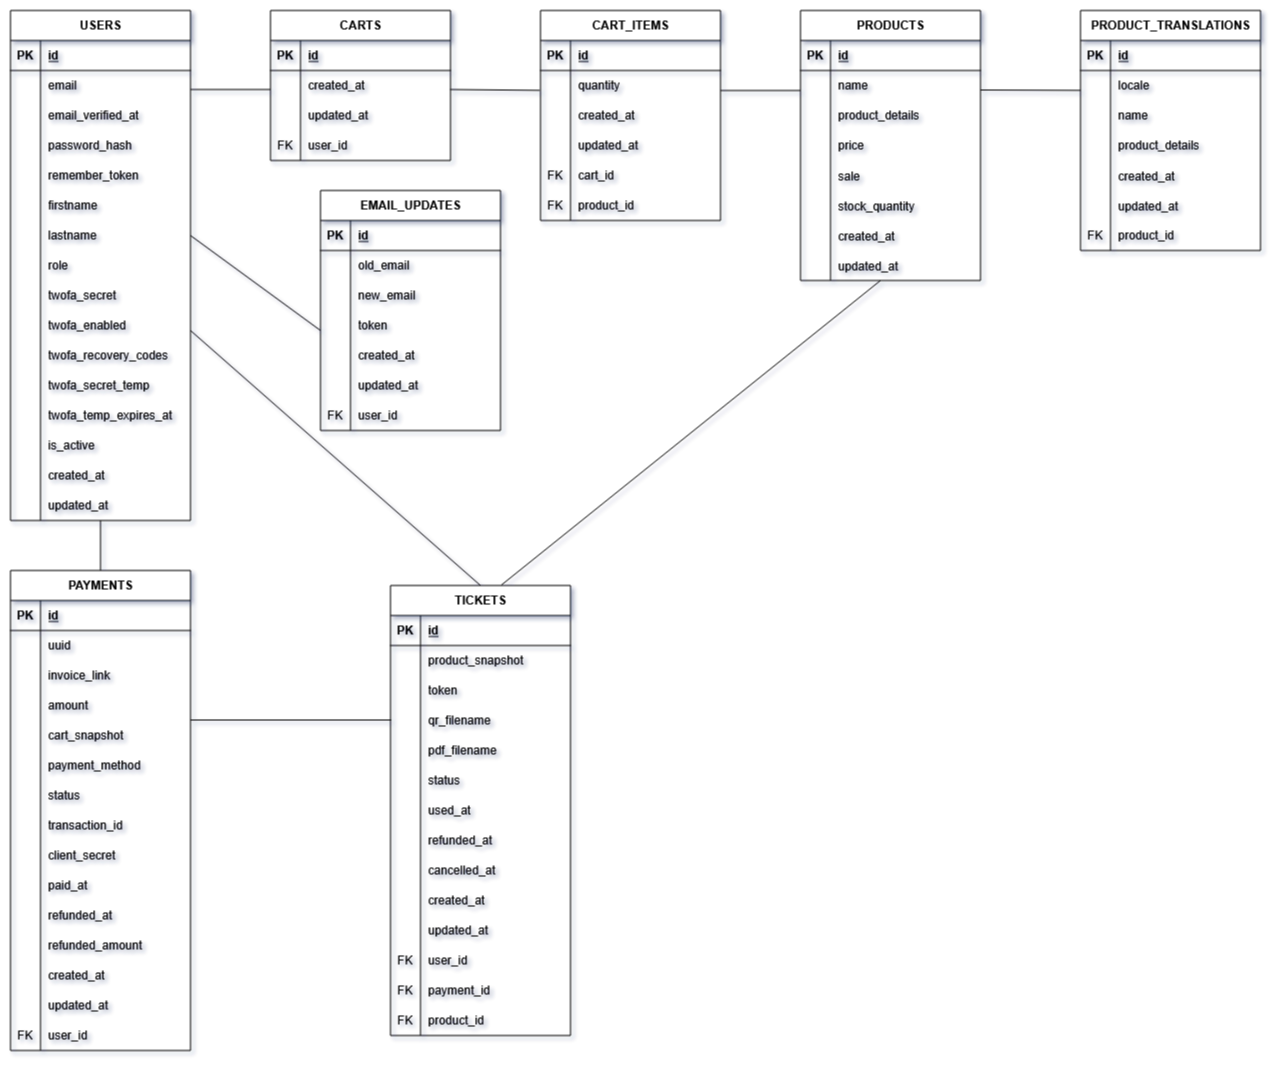 USERS
PK id
email
email_verified_at
password_hash
remember_token
firstname
lastname
role
twofa_secret
twofa_enabled
twofa_recovery_codes
twofa_secret_temp
twofa_temp_expires_at
is_active
created_at
updated_at
CARTS
PK id
created_at
updated_at
FK user_id
CART_ITEMS
PK id
quantity
created_at
updated_at
FK cart_id
FK product_id
PRODUCTS
PK id
name
product_details
price
sale
stock_quantity
created_at
updated_at
PRODUCT_TRANSLATIONS
PK id
locale
name
product_details
created_at
updated_at
FK product_id
EMAIL_UPDATES
PK id
old_email
new_email
token
created_at
updated_at
FK user_id
PAYMENTS
PK id
uuid
invoice_link
amount
cart_snapshot
payment_method
status
transaction_id
client_secret
paid_at
refunded_at
refunded_amount
created_at
updated_at
FK user_id
TICKETS
PK id
product_snapshot
token
qr_filename
pdf_filename
status
used_at
refunded_at
cancelled_at
created_at
updated_at
FK user_id
FK payment_id
FK product_id